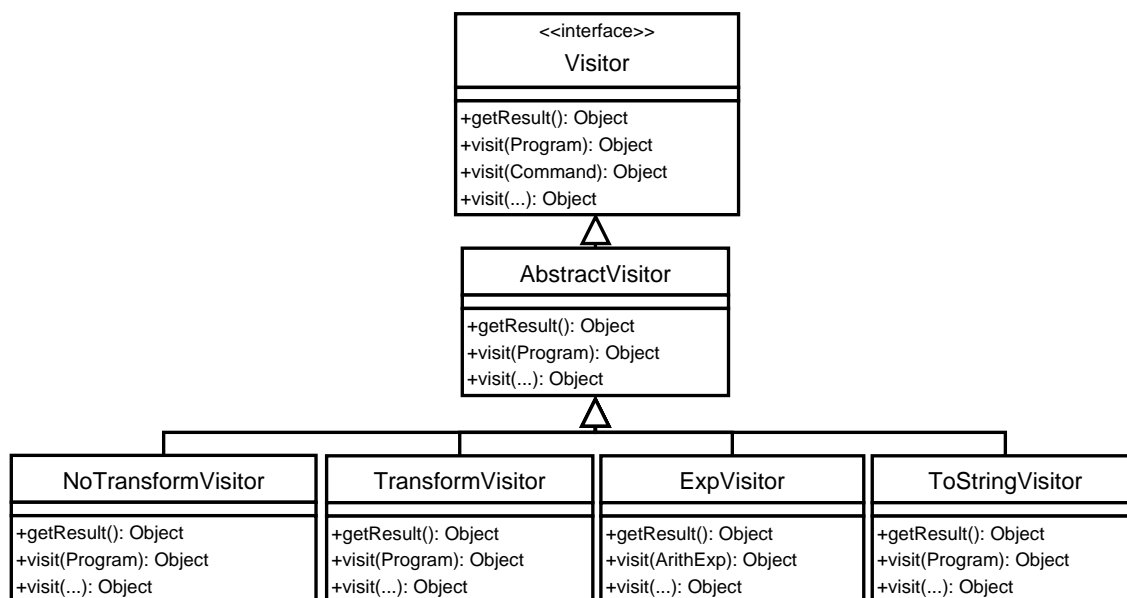 <<interface>>
Visitor
+getResult(): Object
+visit(Program): Object
+visit(Command): Object
+visit(...): Object
AbstractVisitor
+getResult(): Object
+visit(Program): Object
+visit(...): Object
NoTransformVisitor
+getResult(): Object
+visit(Program): Object
+visit(...): Object
TransformVisitor
+getResult(): Object
+visit(Program): Object
+visit(...): Object
ExpVisitor
+getResult(): Object
+visit(ArithExp): Object
+visit(...): Object
ToStringVisitor
+getResult(): Object
+visit(Program): Object
+visit(...): Object